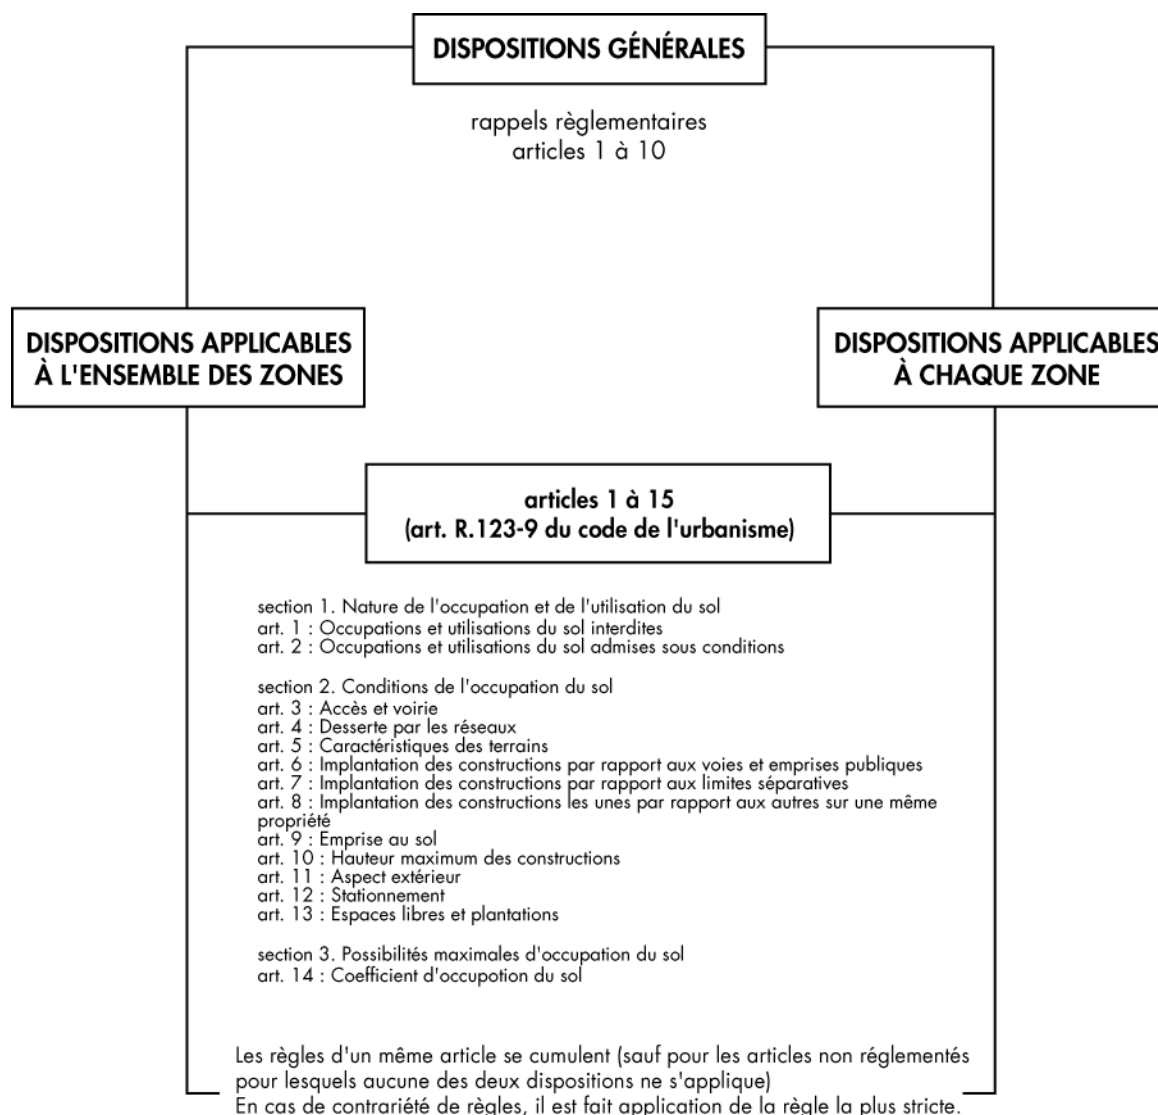 DISPOSITIONS GÉNÉRALES
rappels règlementaires
articles 1 à 10
DISPOSITIONS APPLICABLES
À L'ENSEMBLE DES ZONES
DISPOSITIONS APPLICABLES
À CHAQUE ZONE
articles 1 à 15
(art. R.123-9 du code de l'urbanisme)
section 1. Nature de l'occupation et de l'utilisation du sol
art. 1 : Occupations et utilisations du sol interdites
art. 2 : Occupations et utilisations du sol admises sous conditions
section 2. Conditions de l'occupation du sol
art. 3 : Accès et voirie
art. 4 : Desserte par les réseaux
art. 5 : Caractéristiques des terrains
art. 6 : Implantation des constructions par rapport aux voies et emprises publiques
art. 7 : Implantation des constructions par rapport aux limites séparatives
art. 8 : Implantation des constructions les unes par rapport aux autres sur une même
propriété
art. 9 : Emprise au sol
art. 10 : Hauteur maximum des constructions
art. 11 : Aspect extérieur
art. 12 : Stationnement
art. 13 : Espaces libres et plantations
section 3. Possibilités maximales d'occupation du sol
art. 14 : Coefficient d'occupotion du sol
Les règles d'un même article se cumulent (sauf pour les articles non réglementés
pour lesquels aucune des deux dispositions ne s'applique)
En cas de contrariété de règles, il est fait application de la règle la plus stricte.